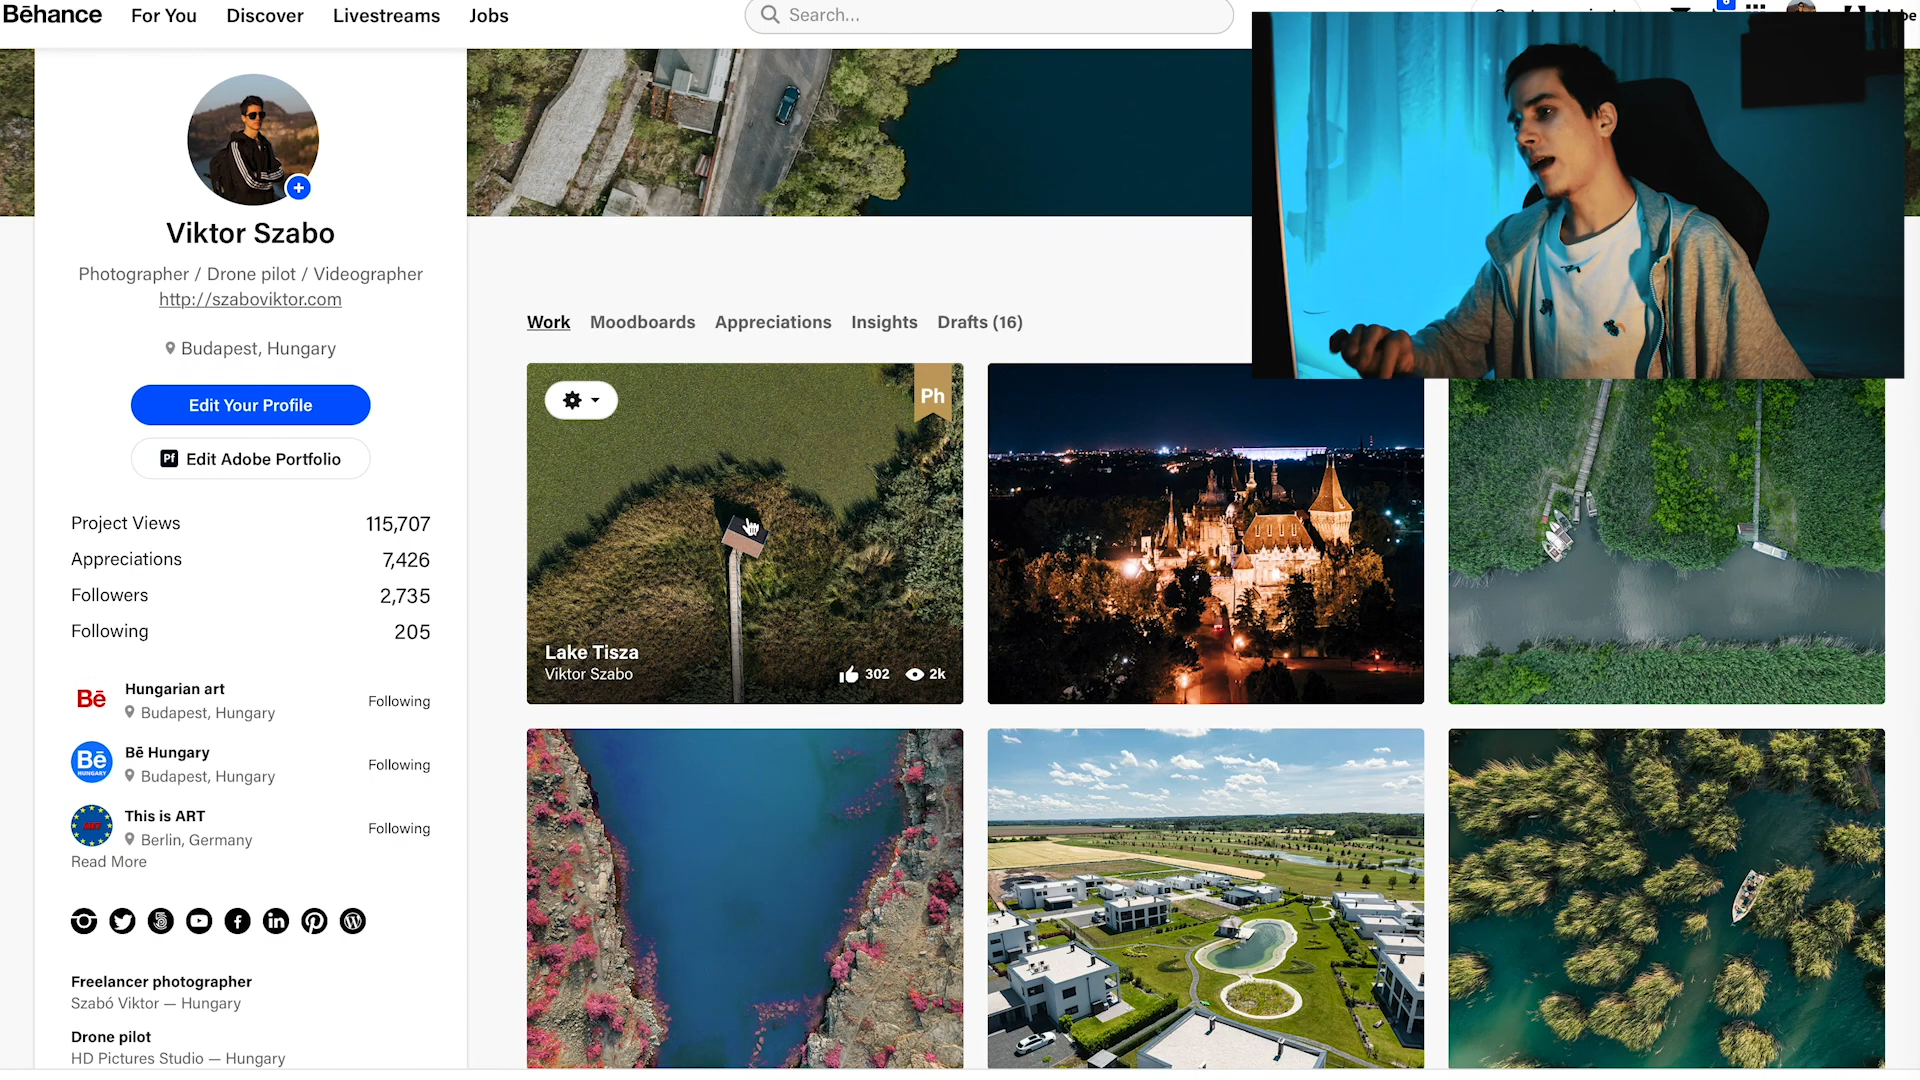 Bēhance
For You
Discover
Livestreams
Jobs
Search...
Viktor Szabo
Photographer / Drone pilot / Videographer
http://szaboviktor.com
Budapest, Hungary
Edit Your Profile
Pf Edit Adobe Portfolio
Project Views 115,707
Appreciations 7,426
Followers 2,735
Following 205
Bē Hungarian art
Budapest, Hungary
Following
Bē HUNGARY
Bē Hungary
Budapest, Hungary
Following
This is ART
Berlin, Germany
Following
Read More
Freelancer photographer
Szabó Viktor — Hungary
Drone pilot
HD Pictures Studio — Hungary
Work
Moodboards
Appreciations
Insights
Drafts (16)
Ph
Lake Tisza
Viktor Szabo
302
2k